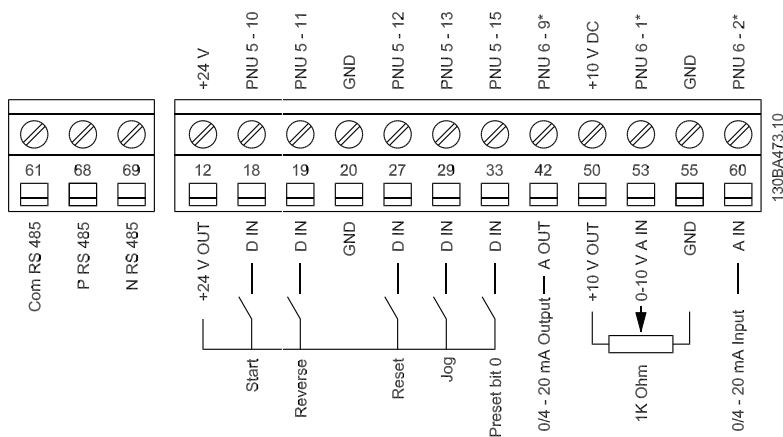 +24 V
PNU 5 - 10
PNU 5 - 11
GND
PNU 5 - 12
PNU 5 - 13
PNU 5 - 15
PNU 6 - 9*
+10 V DC
PNU 6 - 1*
GND
PNU 6 - 2*
61 68 69 12 18 19 20 27 29 33 42 50 53 55 60
130BA473.10
Com RS 485
P RS 485
N RS 485
+24 V OUT
D IN
D IN
GND
D IN
D IN
D IN
0/4 - 20 mA Output — A OUT
+10 V OUT
0-10 V A IN
GND
0/4 - 20 mA Input — A IN
Start
Reverse
Reset
Jog
Preset bit 0
1K Ohm